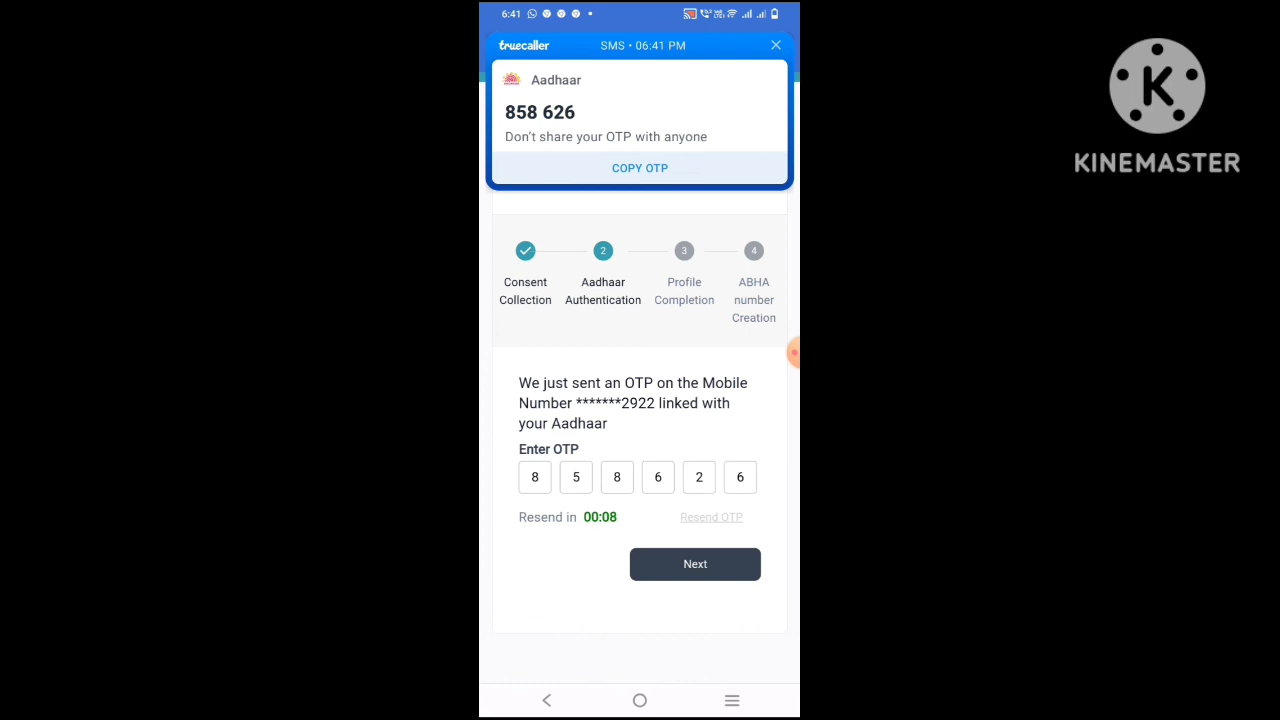 6:41
truecaller
SMS • 06:41 PM
Aadhaar
858 626
Don't share your OTP with anyone
COPY OTP
2
3
4
Consent
Collection
Aadhaar
Authentication
Profile
Completion
ABHA
number
Creation
We just sent an OTP on the Mobile
Number *******2922 linked with
your Aadhaar
Enter OTP
8 5 8 6 2 6
Resend in 00:08
Resend OTP
Next
K
KINEMASTER